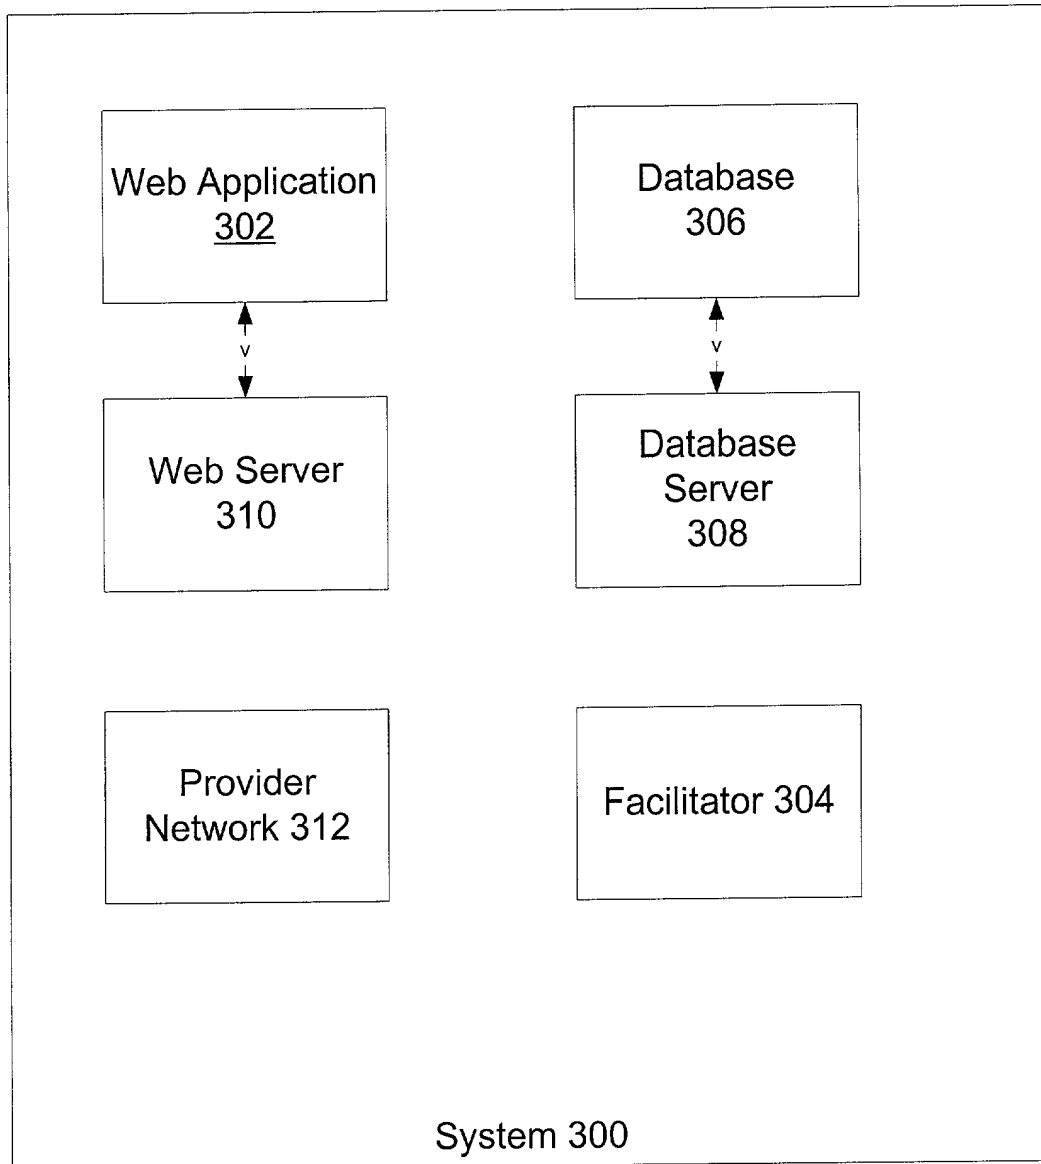 Web Application
302
Database
306
v
v
Web Server
310
Database
Server
308
Provider
Network 312
Facilitator 304
System 300